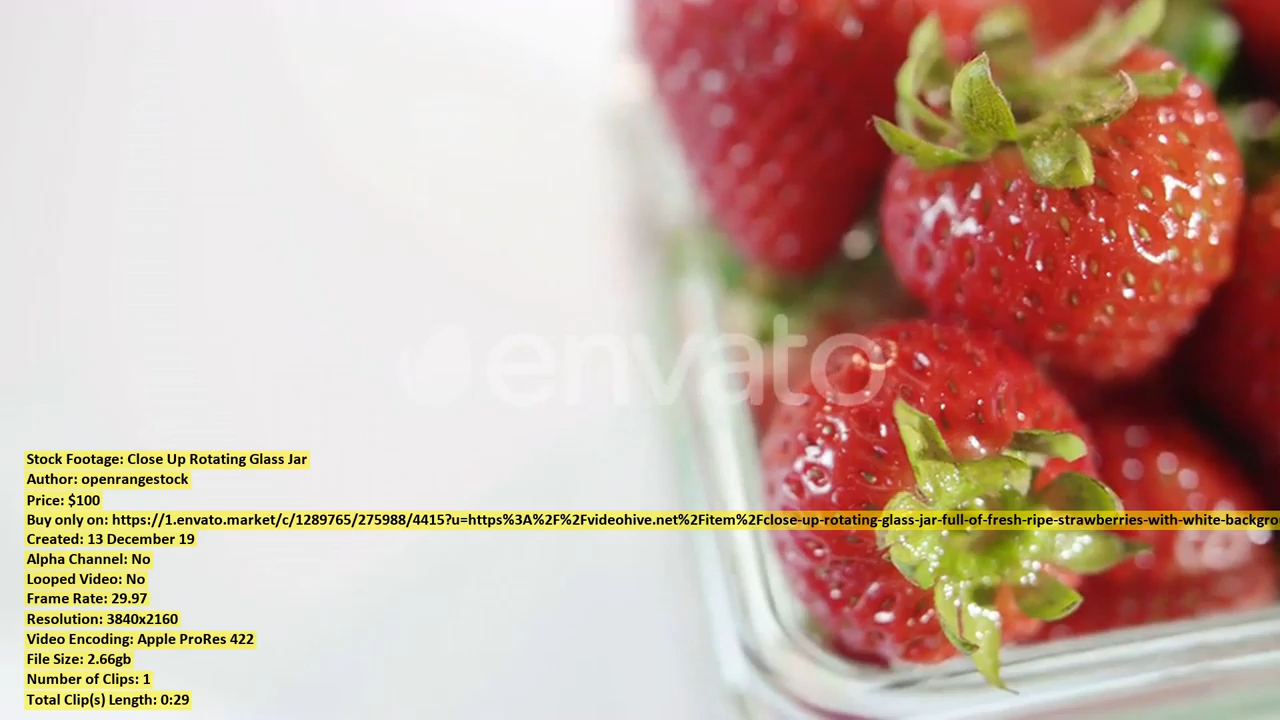 envato
Stock Footage: Close Up Rotating Glass Jar
Author: openrangestock
Price: $100
Buy only on: https://1.envato.market/c/1289765/275988/4415?u=https%3A%2F%2Fvideohive.net%2Fitem%2Fclose-up-rotating-glass-jar-full-of-fresh-ripe-strawberries-with-white-backgro
Created: 13 December 19
Alpha Channel: No
Looped Video: No
Frame Rate: 29.97
Resolution: 3840x2160
Video Encoding: Apple ProRes 422
File Size: 2.66gb
Number of Clips: 1
Total Clip(s) Length: 0:29